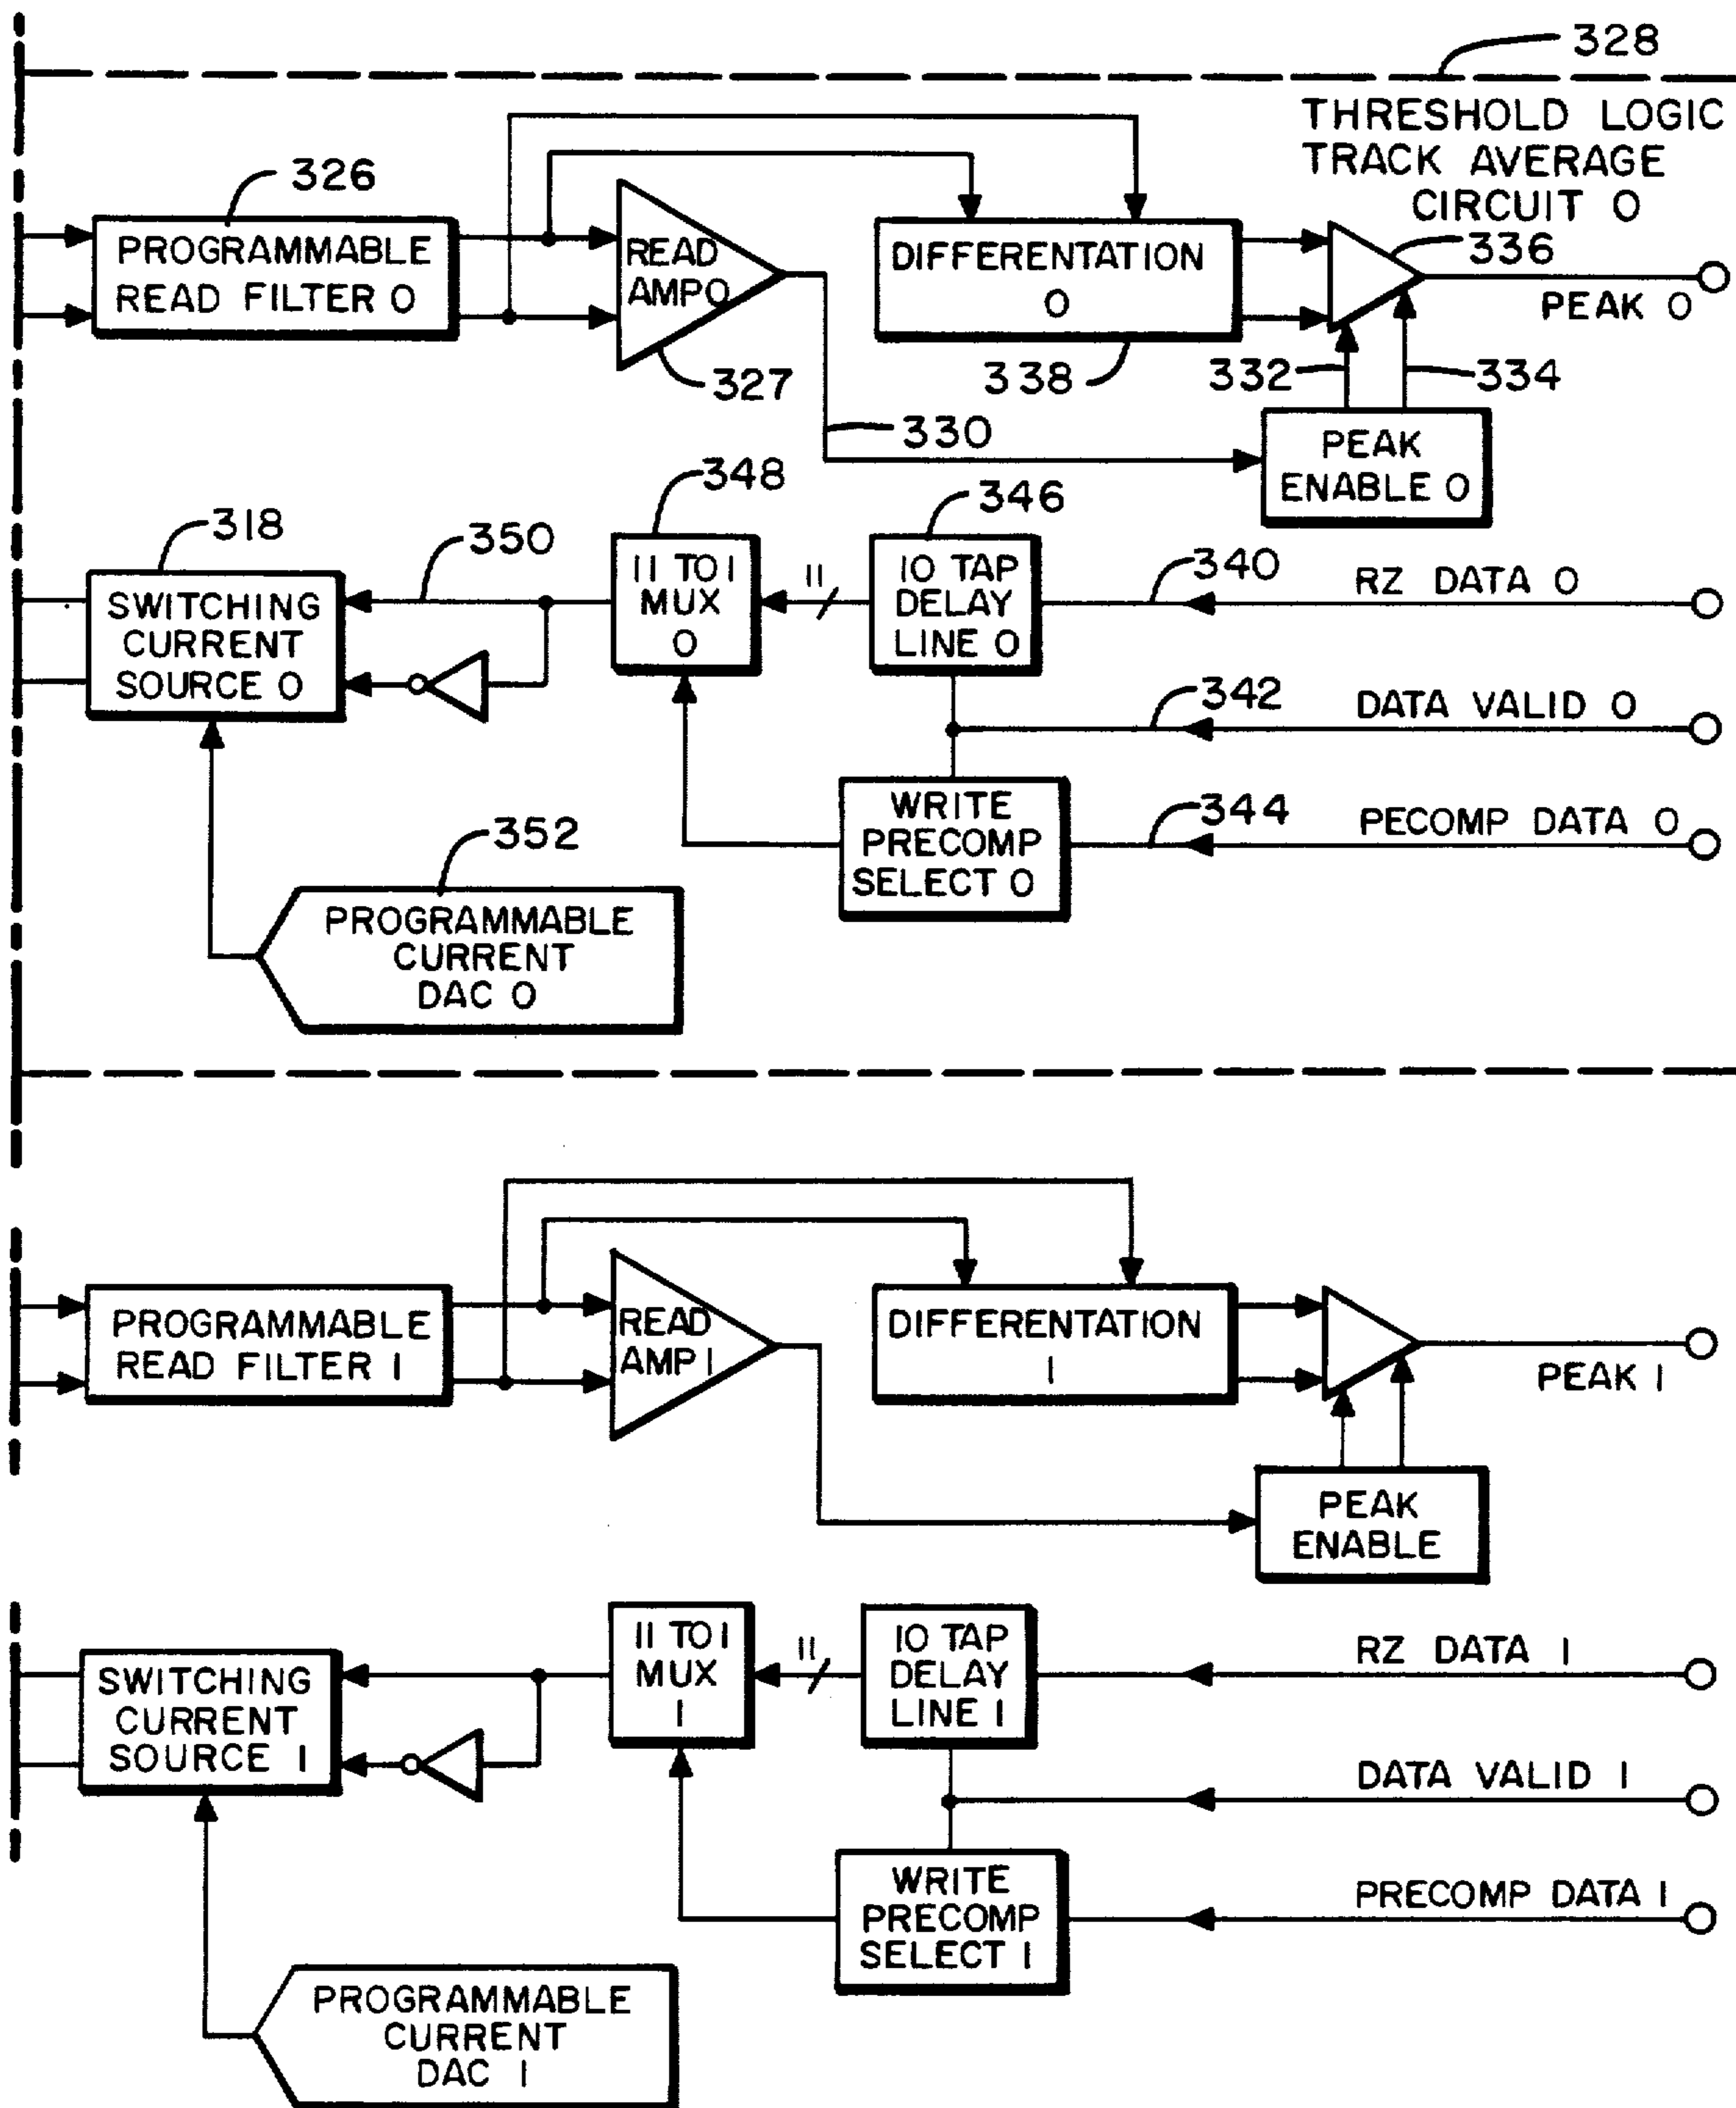 328
THRESHOLD LOGIC
TRACK AVERAGE
CIRCUIT 0
326
PROGRAMMABLE
READ FILTER 0
READ
AMP0
327
DIFFERENTATION
0
338
336
PEAK 0
332
334
330
PEAK
ENABLE 0
318
SWITCHING
CURRENT
SOURCE 0
350
348
11 TO 1
MUX
0
11
346
10 TAP
DELAY
LINE 0
340
RZ DATA 0
342
DATA VALID 0
WRITE
PRECOMP
SELECT 0
344
PECOMP DATA 0
352
PROGRAMMABLE
CURRENT
DAC 0
PROGRAMMABLE
READ FILTER 1
READ
AMP 1
DIFFERENTATION
1
PEAK 1
PEAK
ENABLE
SWITCHING
CURRENT
SOURCE 1
11 TO 1
MUX
1
11
10 TAP
DELAY
LINE 1
RZ DATA 1
DATA VALID 1
WRITE
PRECOMP
SELECT 1
PRECOMP DATA 1
PROGRAMMABLE
CURRENT
DAC 1